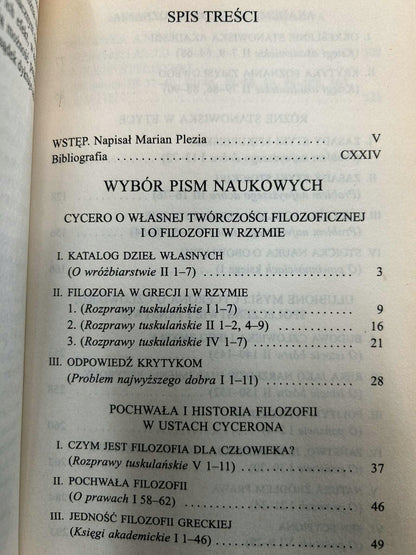 SPIS TREŚCI
WSTĘP. Napisał Marian Plezia . . . . . . . . . . . . . V
Bibliografia . . . . . . . . . . . . . . . . . . . . . . CXXIV
WYBÓR PISM NAUKOWYCH
CYCERO O WŁASNEJ TWÓRCZOŚCI FILOZOFICZNEJ
I O FILOZOFII W RZYMIE
I. KATALOG DZIEŁ WŁASNYCH
(O wróżbiarstwie II 1–7) . . . . . . . . . . . . . . 3
II. FILOZOFIA W GRECJI I W RZYMIE
1. (Rozprawy tuskulańskie I 1–7) . . . . . . . . . 9
2. (Rozprawy tuskulańskie II 1–2, 4–9) . . . . . . 16
3. (Rozprawy tuskulańskie IV 1–7) . . . . . . . . 21
III. ODPOWIEDŹ KRYTYKOM
(Problem najwyższego dobra I 1–11) . . . . . . . 28
POCHWAŁA I HISTORIA FILOZOFII
W USTACH CYCERONA
I. CZYM JEST FILOZOFIA DLA CZŁOWIEKA?
(Rozprawy tuskulańskie V 1–11) . . . . . . . . . 37
II. POCHWAŁA FILOZOFII
(O prawach I 58–62) . . . . . . . . . . . . . . . 46
III. JEDNOŚĆ FILOZOFII GRECKIEJ
(Księgi akademickie I 1–46) . . . . . . . . . . . 49